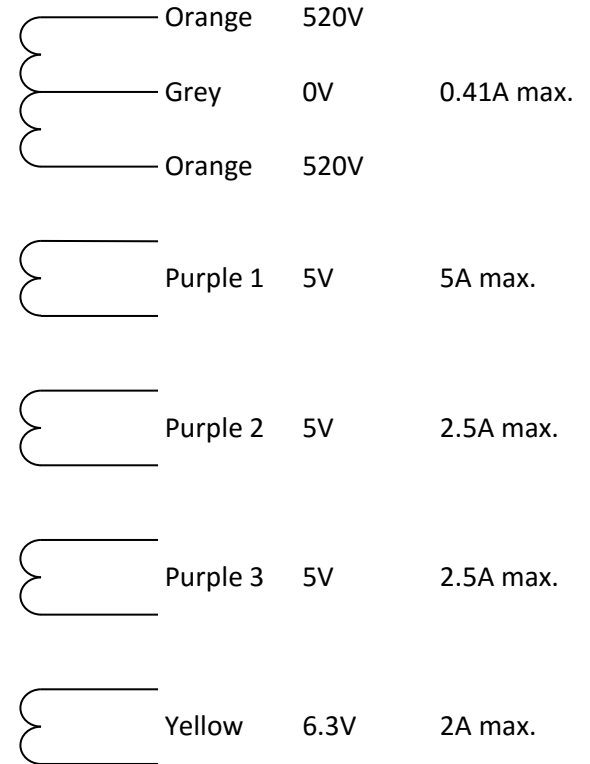 Orange 520V
Grey 0V 0.41A max.
Orange 520V
Purple 1 5V 5A max.
Purple 2 5V 2.5A max.
Purple 3 5V 2.5A max.
Yellow 6.3V 2A max.